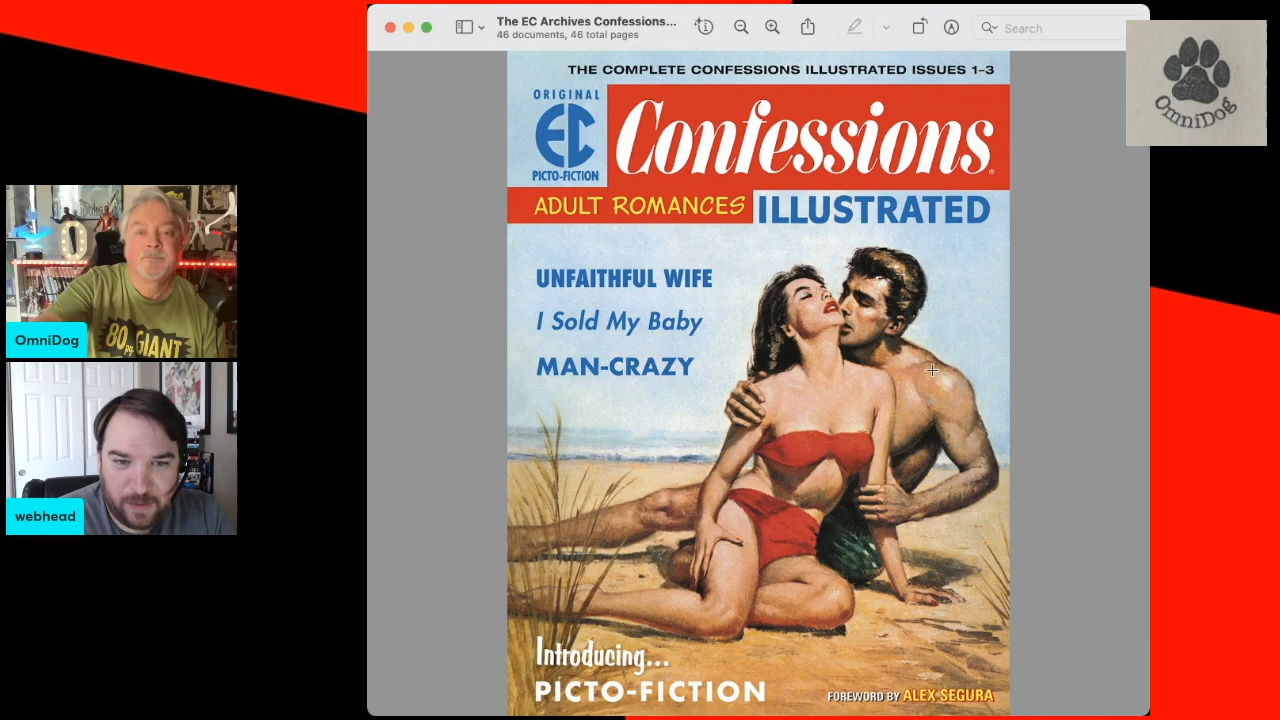 The EC Archives Confessions...
46 documents, 46 total pages
Search
OmniDog
THE COMPLETE CONFESSIONS ILLUSTRATED ISSUES 1-3
ORIGINAL
EC
PICTO-FICTION
Confessions
ADULT ROMANCES
ILLUSTRATED
UNFAITHFUL WIFE
I Sold My Baby
MAN-CRAZY
80 pg. GIANT
OmniDog
webhead
Introducing...
PICTO-FICTION
FOREWORD BY ALEX SEGURA